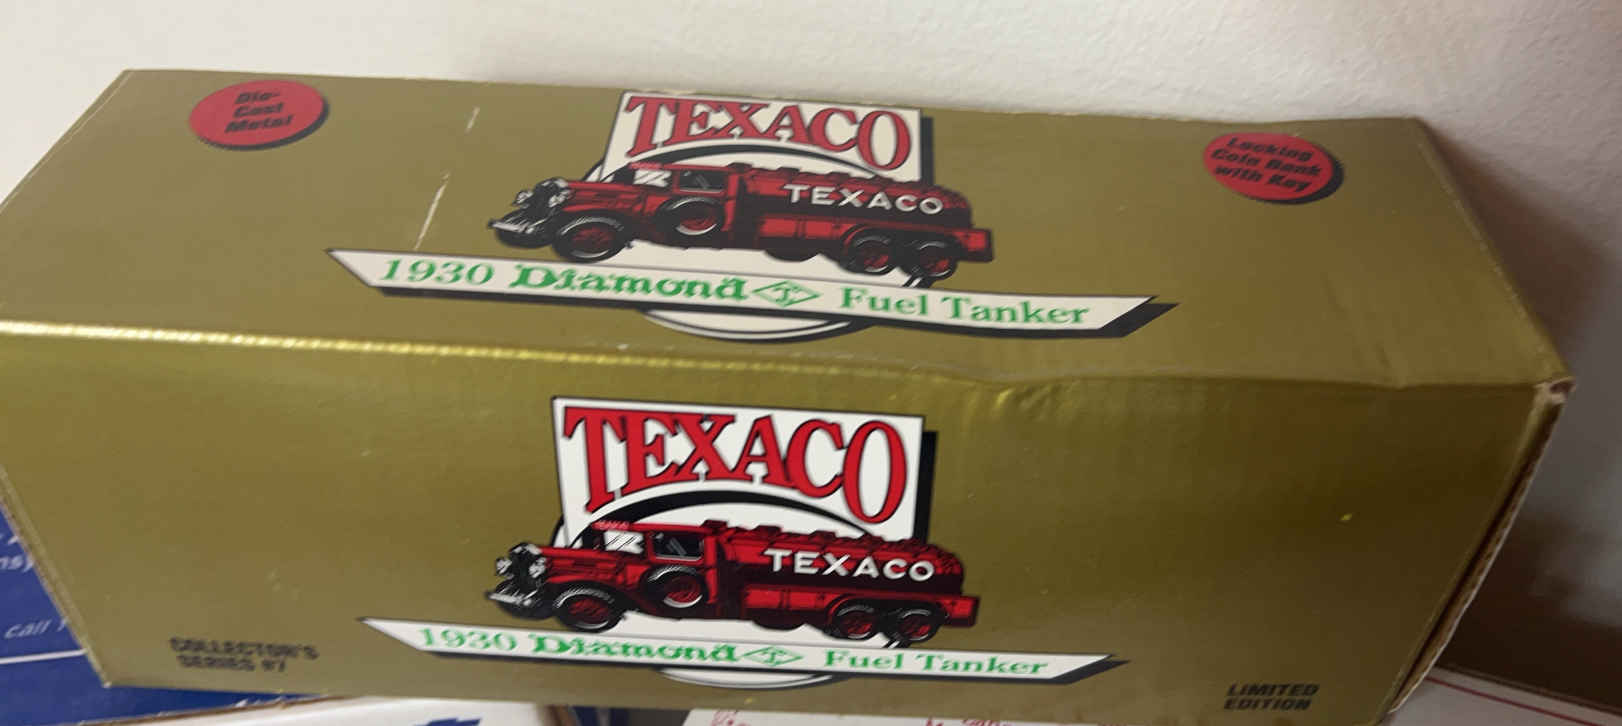 Die-
Cast
Metal
TEXACO
Locking
Coin Bank
with Key
TEXACO
1930 Diamond T Fuel Tanker
TEXACO
TEXACO
1930 Diamond T Fuel Tanker
COLLECTOR'S
SERIES #7
LIMITED
EDITION
call